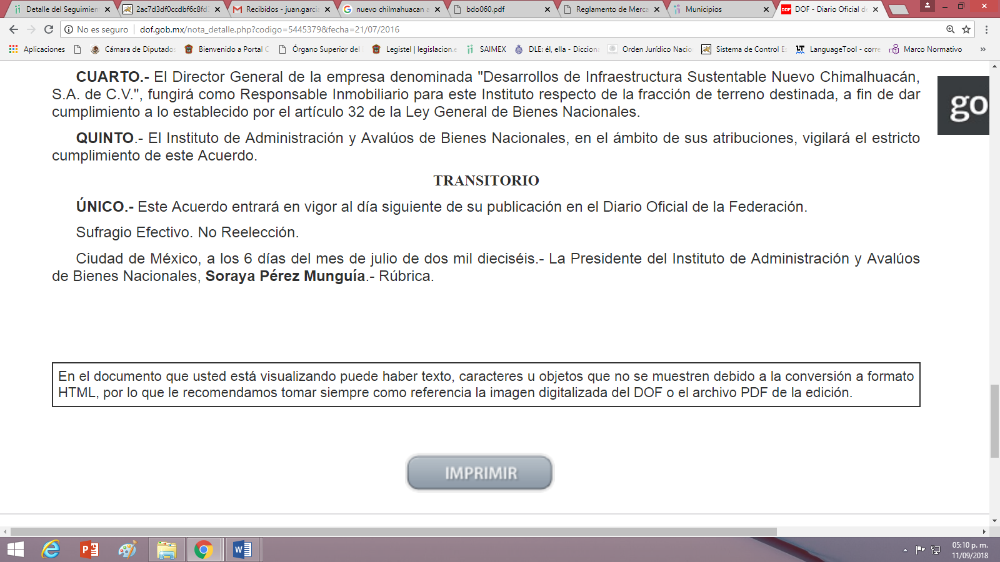 Detalle del Seguimien
2ac7d3df0ccdbf6c8fd
Recibidos - juan.garcia
nuevo chilmahuacan a
bdo060.pdf
Reglamento de Merca
Municipios
DOF - Diario Oficial de
No es seguro
dof.gob.mx/nota_detalle.php?codigo=5445379&fecha=21/07/2016
Aplicaciones
Cámara de Diputados
Bienvenido a Portal C
Órgano Superior del
Legistel | legislacion.e
SAIMEX
DLE: él, ella - Diccion
Orden Jurídico Nacio
Sistema de Control E
LanguageTool - corre
Marco Normativo
»
CUARTO.- El Director General de la empresa denominada "Desarrollos de Infraestructura Sustentable Nuevo Chimalhuacán,
S.A. de C.V.", fungirá como Responsable Inmobiliario para este Instituto respecto de la fracción de terreno destinada, a fin de dar
cumplimiento a lo establecido por el artículo 32 de la Ley General de Bienes Nacionales.
go
QUINTO.- El Instituto de Administración y Avalúos de Bienes Nacionales, en el ámbito de sus atribuciones, vigilará el estricto
cumplimiento de este Acuerdo.
TRANSITORIO
ÚNICO.- Este Acuerdo entrará en vigor al día siguiente de su publicación en el Diario Oficial de la Federación.
Sufragio Efectivo. No Reelección.
Ciudad de México, a los 6 días del mes de julio de dos mil dieciséis.- La Presidente del Instituto de Administración y Avalúos
de Bienes Nacionales, Soraya Pérez Munguía.- Rúbrica.
En el documento que usted está visualizando puede haber texto, caracteres u objetos que no se muestren debido a la conversión a formato
HTML, por lo que le recomendamos tomar siempre como referencia la imagen digitalizada del DOF o el archivo PDF de la edición.
IMPRIMIR
05:10 p. m.
11/09/2018